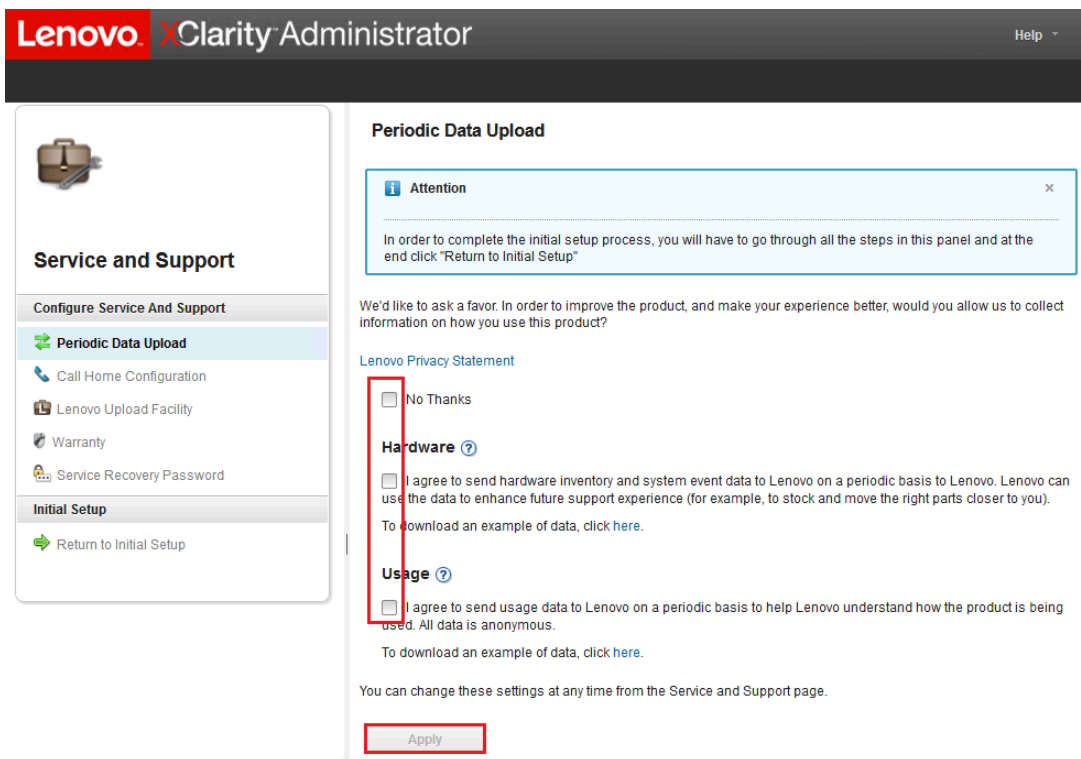 Lenovo. XClarity Administrator
Help
Service and Support
Configure Service And Support
Periodic Data Upload
Call Home Configuration
Lenovo Upload Facility
Warranty
Service Recovery Password
Initial Setup
Return to Initial Setup
Periodic Data Upload
Attention
In order to complete the initial setup process, you will have to go through all the steps in this panel and at the
end click "Return to Initial Setup"
We'd like to ask a favor. In order to improve the product, and make your experience better, would you allow us to collect
information on how you use this product?
Lenovo Privacy Statement
No Thanks
Hardware
I agree to send hardware inventory and system event data to Lenovo on a periodic basis to Lenovo. Lenovo can
use the data to enhance future support experience (for example, to stock and move the right parts closer to you).
To download an example of data, click here.
Usage
I agree to send usage data to Lenovo on a periodic basis to help Lenovo understand how the product is being
used. All data is anonymous.
To download an example of data, click here.
You can change these settings at any time from the Service and Support page.
Apply